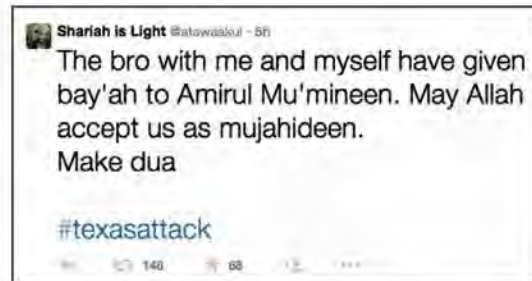 Shariah is Light @atawaakul - 5h
The bro with me and myself have given
bay'ah to Amirul Mu'mineen. May Allah
accept us as mujahideen.
Make dua
#texasattack
146 68